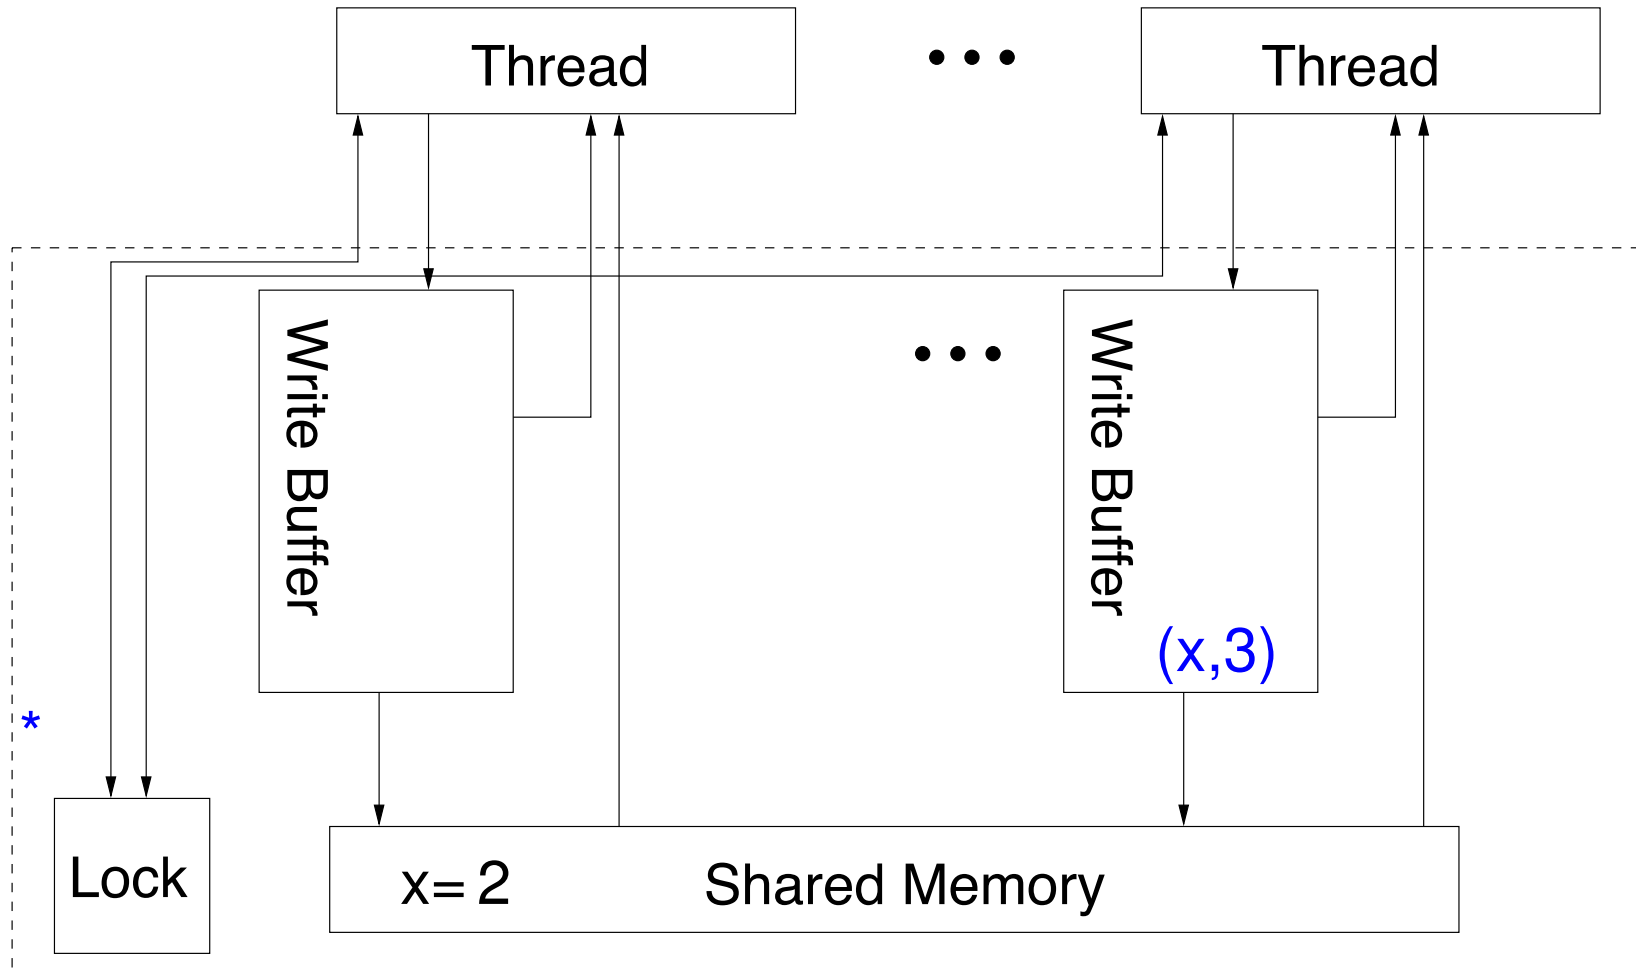 Thread
Thread
Write Buffer
Write Buffer
(x,3)
*
Lock
x= 2
Shared Memory